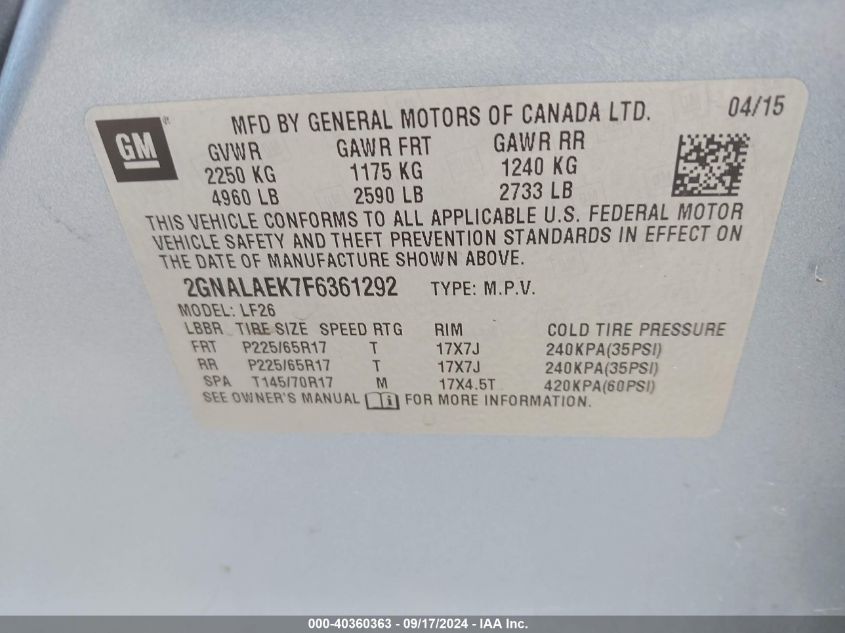 GM
MFD BY GENERAL MOTORS OF CANADA LTD. 04/15
GVWR GAWR FRT GAWR RR
2250 KG 1175 KG 1240 KG
4960 LB 2590 LB 2733 LB
THIS VEHICLE CONFORMS TO ALL APPLICABLE U.S. FEDERAL MOTOR
VEHICLE SAFETY AND THEFT PREVENTION STANDARDS IN EFFECT ON
THE DATE OF MANUFACTURE SHOWN ABOVE.
2GNALAEK7F6361292 TYPE: M.P.V.
MODEL: LF26
LBBR TIRE SIZE SPEED RTG RIM COLD TIRE PRESSURE
FRT P225/65R17 T 17X7J 240KPA(35PSI)
RR P225/65R17 T 17X7J 240KPA(35PSI)
SPA T145/70R17 M 17X4.5T 420KPA(60PSI)
SEE OWNER'S MANUAL i FOR MORE INFORMATION.
000-40360363 - 09/17/2024 - IAA Inc.